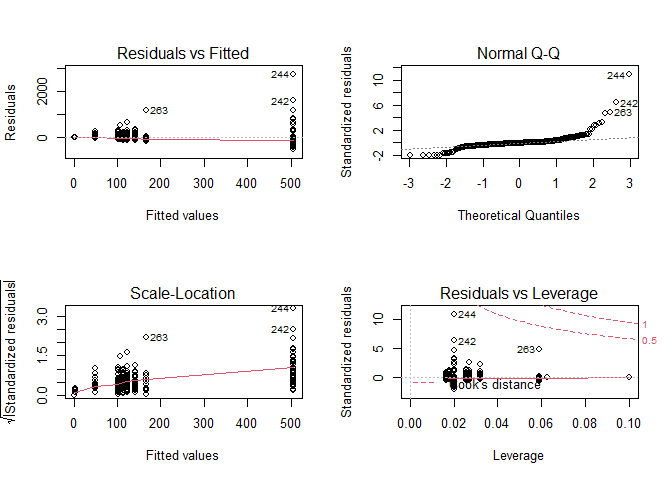 Residuals vs Fitted
Residuals
0
2000
244
242
263
0 100 200 300 400 500
Fitted values
Normal Q-Q
Standardized residuals
-2 2 6 10
244
242
263
-3 -2 -1 0 1 2 3
Theoretical Quantiles
Scale-Location
√|Standardized residuals|
0.0 1.5 3.0
244
242
263
0 100 200 300 400 500
Fitted values
Residuals vs Leverage
Standardized residuals
0 5 10
244
242
263
1
0.5
ook's distance
0.00 0.02 0.04 0.06 0.08 0.10
Leverage